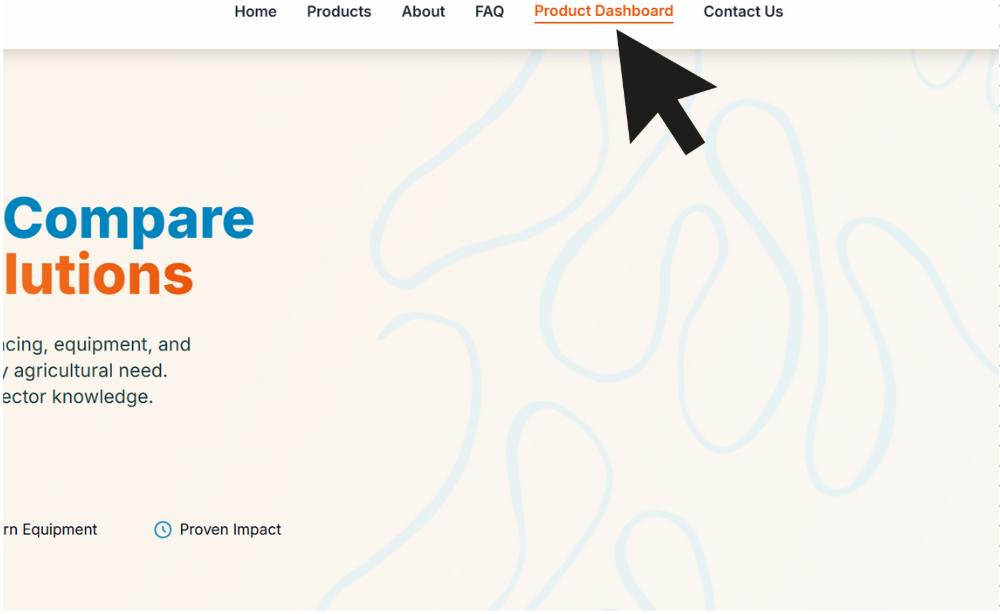 Home Products About FAQ Product Dashboard Contact Us
Compare
lutions
cing, equipment, and
y agricultural need.
ector knowledge.
rn Equipment Proven Impact